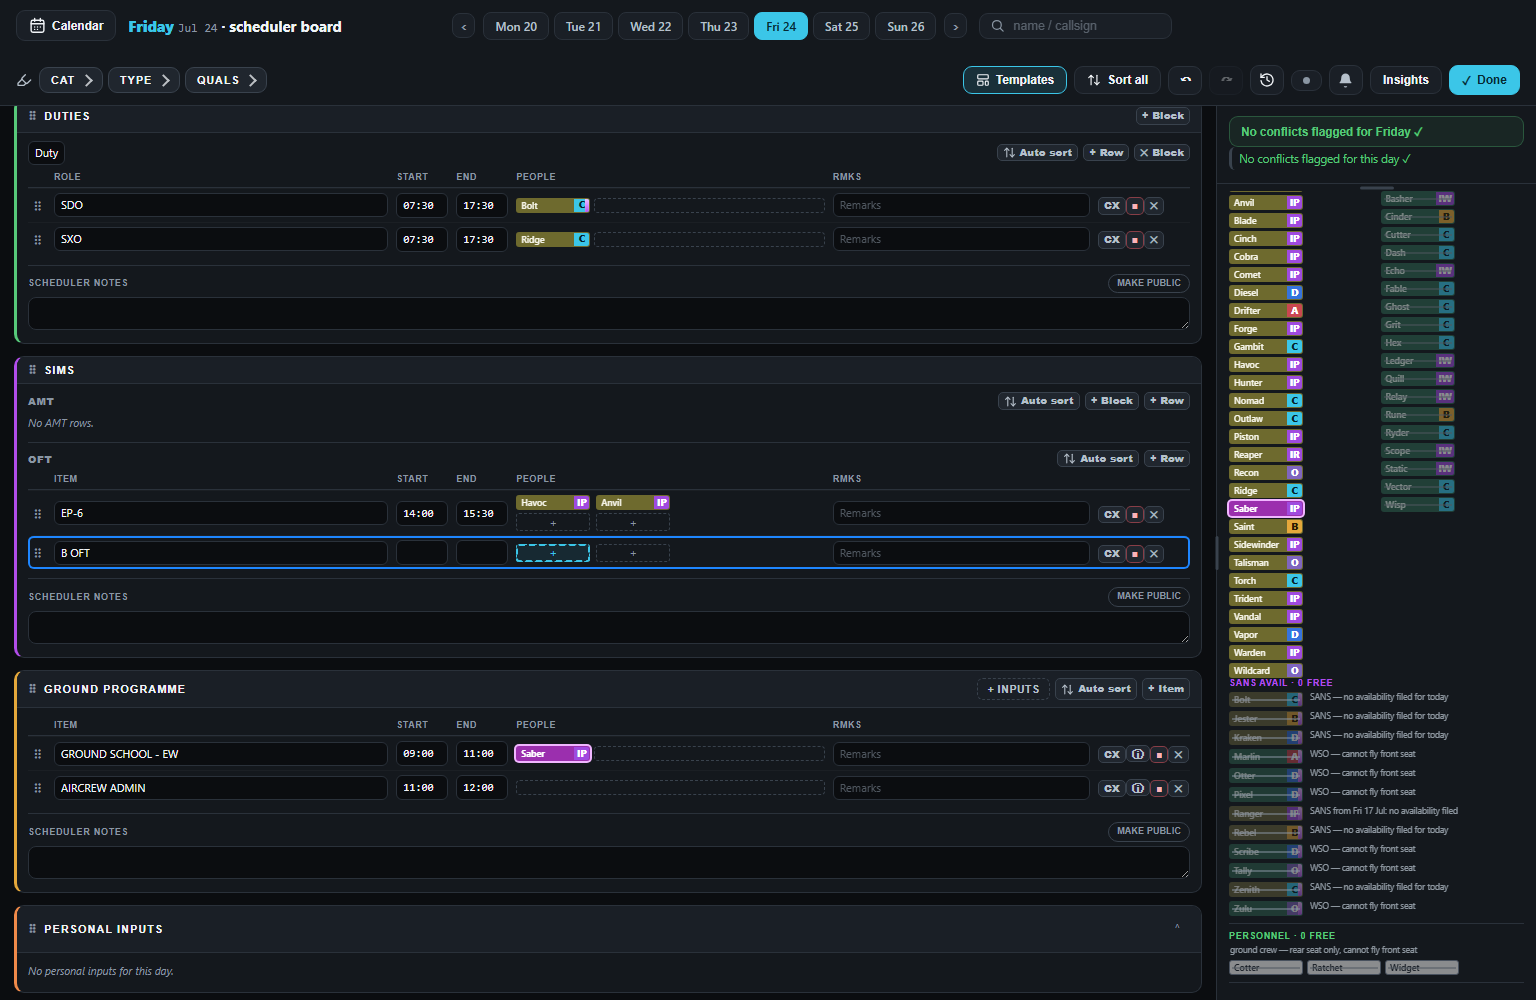 Calendar
Friday Jul 24 · scheduler board
‹
Mon 20
Tue 21
Wed 22
Thu 23
Fri 24
Sat 25
Sun 26
›
name / callsign
CAT
TYPE
QUALS
Templates
Sort all
Insights
✓ Done
DUTIES
+ Block
Duty
Auto sort
+ Row
✕ Block
ROLE START END PEOPLE RMKS
SDO 07:30 17:30 Bolt C Remarks CX
SXO 07:30 17:30 Ridge C Remarks CX
SCHEDULER NOTES
MAKE PUBLIC
SIMS
AMT
Auto sort
+ Block
+ Row
No AMT rows.
OFT
Auto sort
+ Row
ITEM START END PEOPLE RMKS
EP-6 14:00 15:30 Havoc IP Anvil IP Remarks CX
+ +
B OFT + + Remarks CX
SCHEDULER NOTES
MAKE PUBLIC
GROUND PROGRAMME
+ INPUTS
Auto sort
+ Item
ITEM START END PEOPLE RMKS
GROUND SCHOOL - EW 09:00 11:00 Saber IP Remarks CX
AIRCREW ADMIN 11:00 12:00 Remarks CX
SCHEDULER NOTES
MAKE PUBLIC
PERSONAL INPUTS
No personal inputs for this day.
No conflicts flagged for Friday ✓
No conflicts flagged for this day ✓
Anvil IP
Blade IP
Cinch IP
Cobra IP
Comet IP
Diesel D
Drifter A
Forge IP
Gambit C
Havoc IP
Hunter IP
Nomad C
Outlaw C
Piston IP
Reaper IR
Recon O
Ridge C
Saber IP
Saint B
Sidewinder IP
Talisman O
Torch C
Trident IP
Vandal IP
Vapor D
Warden IP
Wildcard O
Basher IW
Cinder B
Cutter C
Dash C
Echo IW
Fable C
Ghost C
Grit C
Hex C
Ledger IW
Quill IW
Relay IW
Rune B
Ryder C
Scope IW
Static IW
Vector C
Wisp C
SANS AVAIL · 0 FREE
Bolt C SANS — no availability filed for today
Jester B SANS — no availability filed for today
Kraken D SANS — no availability filed for today
Marlin A WSO — cannot fly front seat
Otter D WSO — cannot fly front seat
Pixel D WSO — cannot fly front seat
Ranger IP SANS from Fri 17 Jul: no availability filed
Rebel B SANS — no availability filed for today
Scribe D WSO — cannot fly front seat
Tally O WSO — cannot fly front seat
Zenith C SANS — no availability filed for today
Zulu O WSO — cannot fly front seat
PERSONNEL · 0 FREE
ground crew — rear seat only, cannot fly front seat
Cotter Ratchet Widget